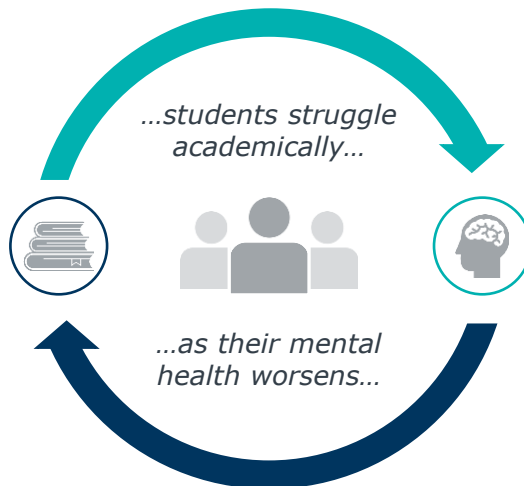 …students struggle
academically…
…as their mental
health worsens…